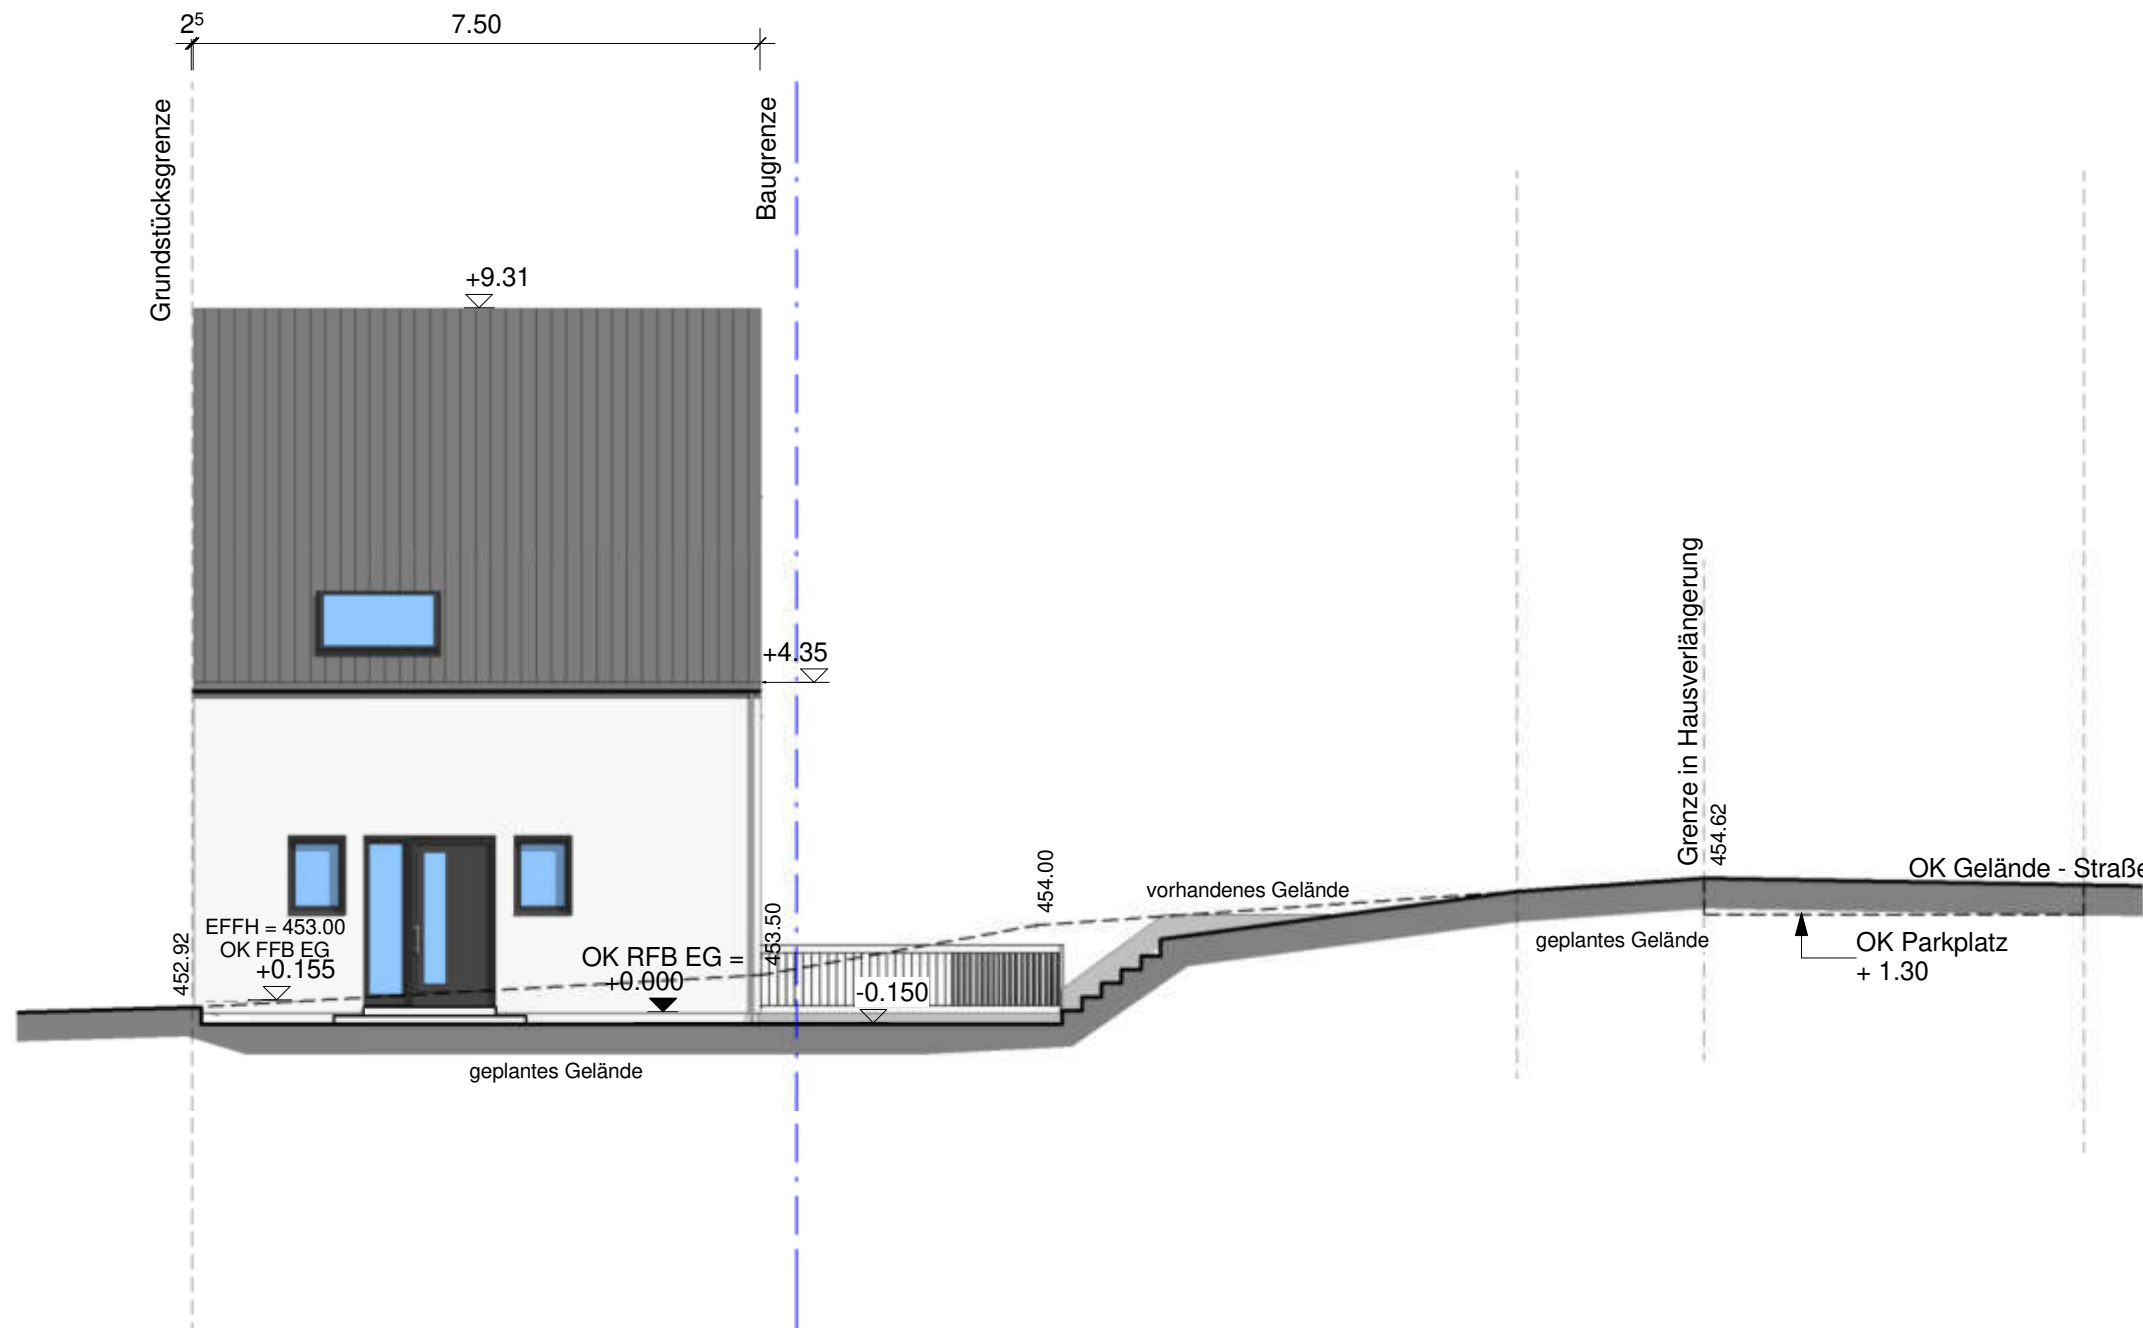 2⁵
7.50
Grundstücksgrenze
Baugrenze
+9.31
+4.35
Grenze in Hausverlängerung
454.62
454.00
vorhandenes Gelände
OK Gelände - Straße
EFFH = 453.00
OK FFB EG
+0.155
452.92
453.50
OK RFB EG =
+0.000
-0.150
geplantes Gelände
OK Parkplatz
+ 1.30
geplantes Gelände